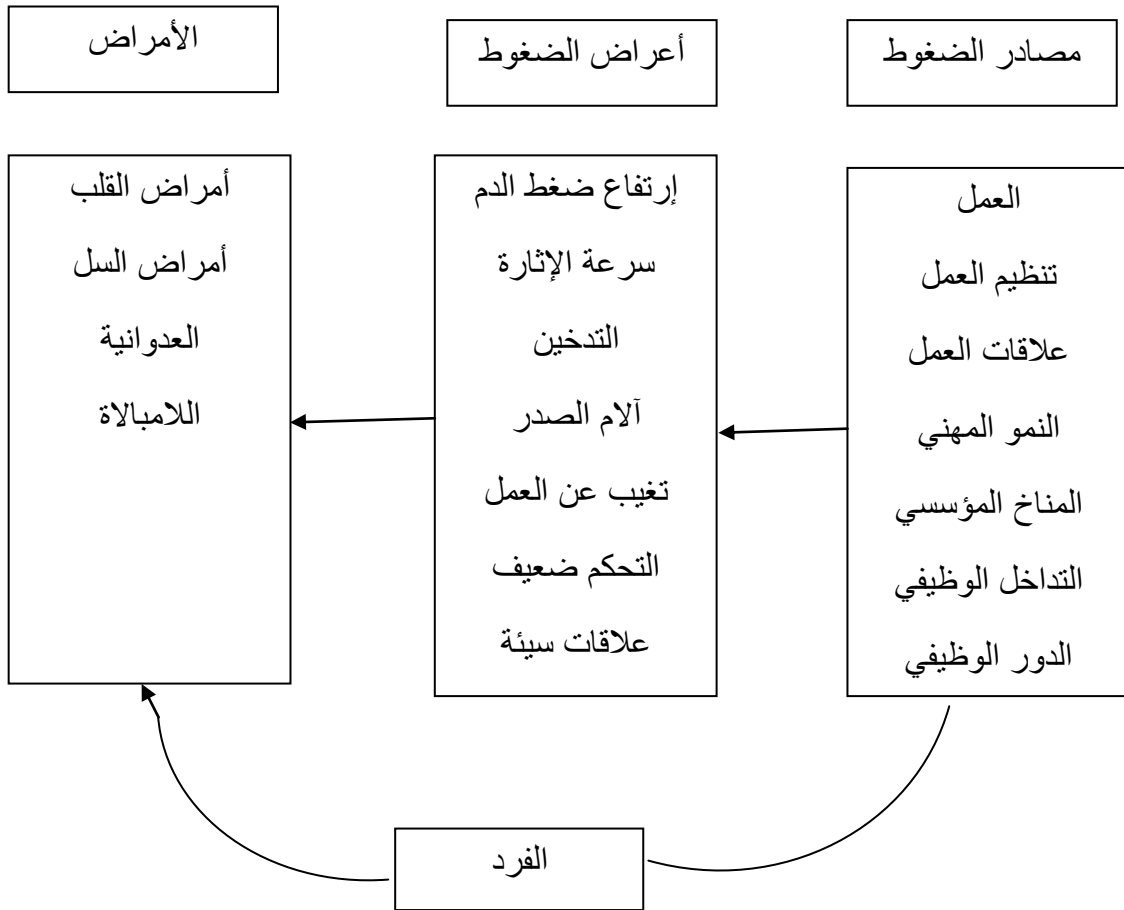 مصادر الضغوط
أعراض الضغوط
الأمراض
العمل
تنظيم العمل
علاقات العمل
النمو المهني
المناخ المؤسسي
التداخل الوظيفي
الدور الوظيفي
إرتفاع ضغط الدم
سرعة الإثارة
التدخين
آلام الصدر
تغيب عن العمل
التحكم ضعيف
علاقات سيئة
أمراض القلب
أمراض السل
العدوانية
اللامبالاة
الفرد